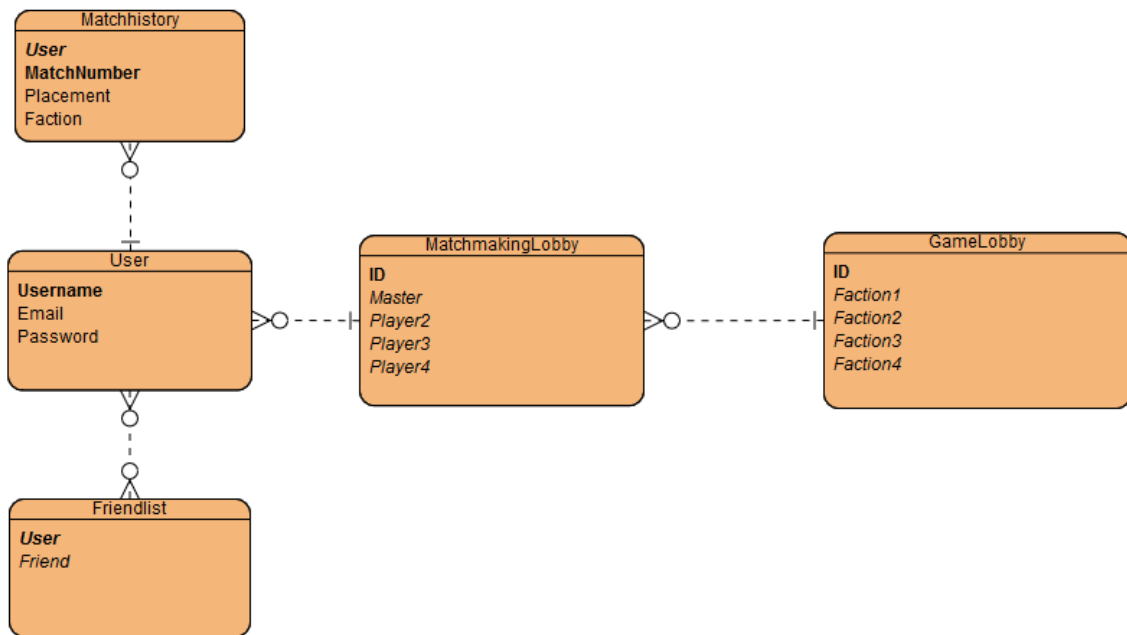 Matchhistory
User
MatchNumber
Placement
Faction
User
Username
Email
Password
MatchmakingLobby
ID
Master
Player2
Player3
Player4
GameLobby
ID
Faction1
Faction2
Faction3
Faction4
Friendlist
User
Friend